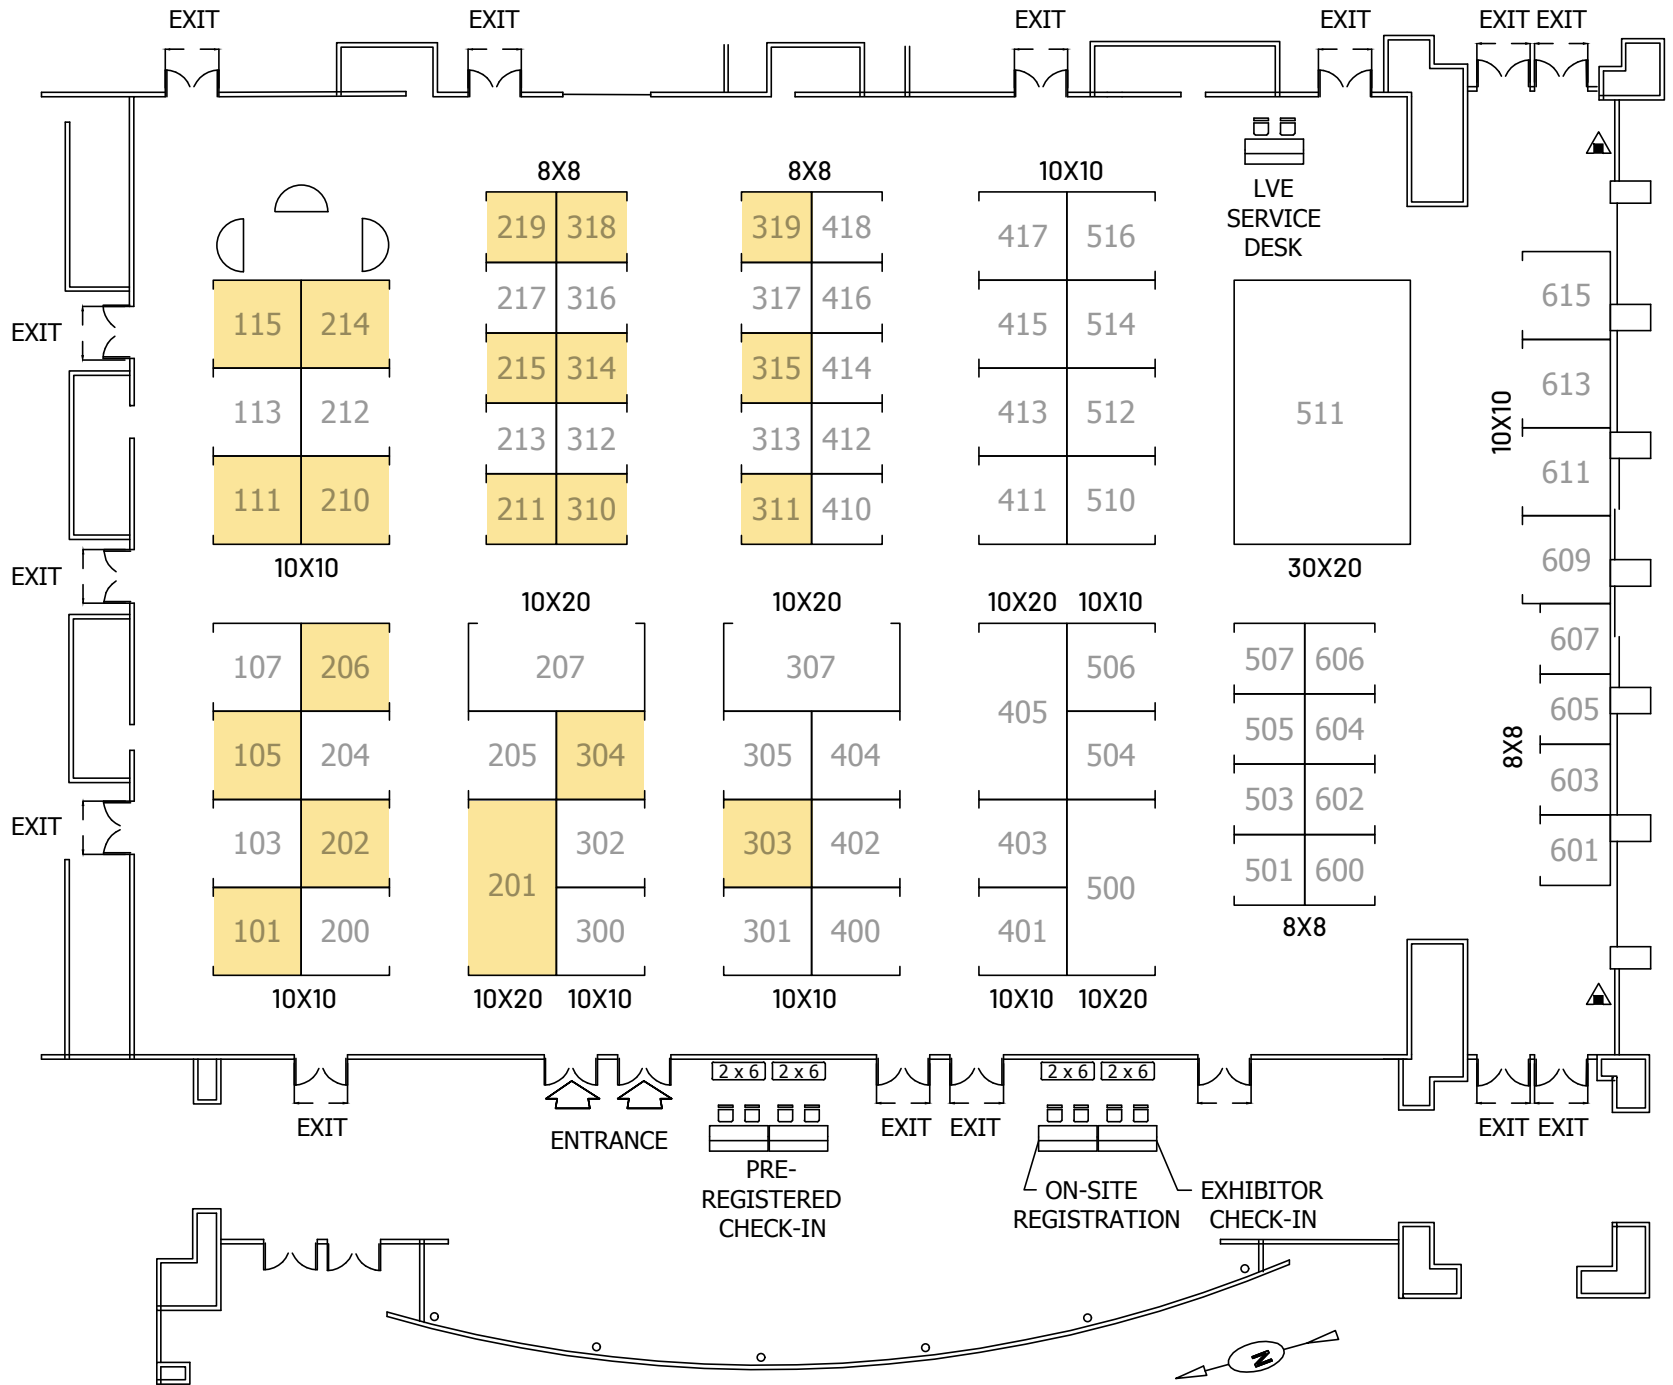 EXIT EXIT EXIT EXIT EXIT EXIT
8X8 8X8 10X10
LVE
SERVICE
DESK
219 318 319 418 417 516
217 316 317 416 415 514
215 314 315 414 413 512
213 312 313 412 411 510
211 310 311 410
115 214
113 212
111 210
10X10
511
30X20
615
613
611
609
10X10
607
605
603
601
8X8
EXIT
EXIT
EXIT
10X20 10X20 10X20 10X10
107 206 207 307 405 506
105 204 205 304 305 404 504
103 202 201 302 303 402 403 500
101 200 300 301 400 401
507 606
505 604
503 602
501 600
8X8
10X10 10X20 10X10 10X10 10X10 10X20
2 x 6 2 x 6 2 x 6 2 x 6
EXIT ENTRANCE EXIT EXIT EXIT EXIT
PRE-
REGISTERED
CHECK-IN
ON-SITE
REGISTRATION
EXHIBITOR
CHECK-IN
N